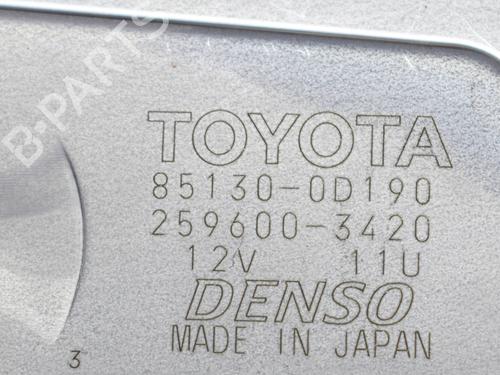 B-PARTS
TOYOTA
85130-0D190
259600-3420
12V 11U
DENSO
MADE IN JAPAN
3